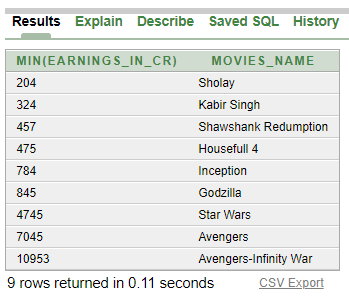 Results Explain Describe Saved SQL History
MIN(EARNINGS_IN_CR) MOVIES_NAME
204 Sholay
324 Kabir Singh
457 Shawshank Redumption
475 Housefull 4
784 Inception
845 Godzilla
4745 Star Wars
7045 Avengers
10953 Avengers-Infinity War
9 rows returned in 0.11 seconds CSV Export